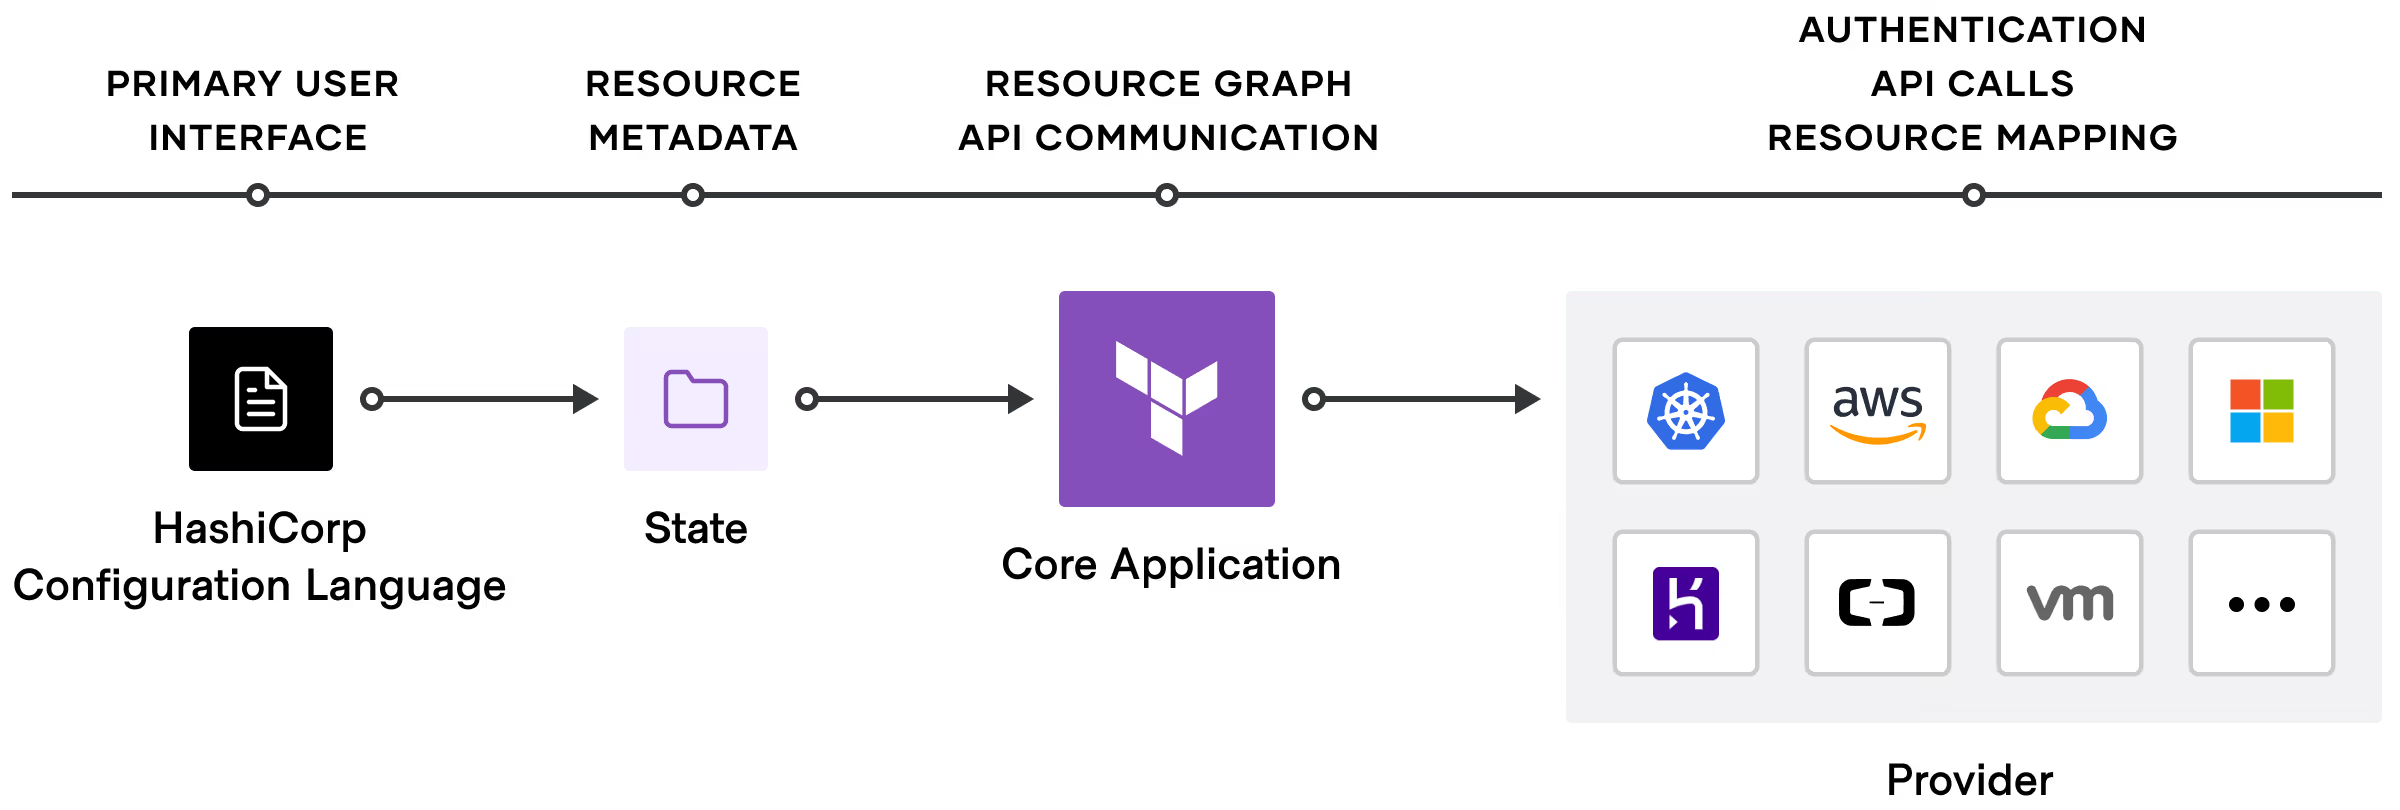 PRIMARY USER
INTERFACE
RESOURCE
METADATA
RESOURCE GRAPH
API COMMUNICATION
AUTHENTICATION
API CALLS
RESOURCE MAPPING
HashiCorp
Configuration Language
State
Core Application
aws
vm
Provider